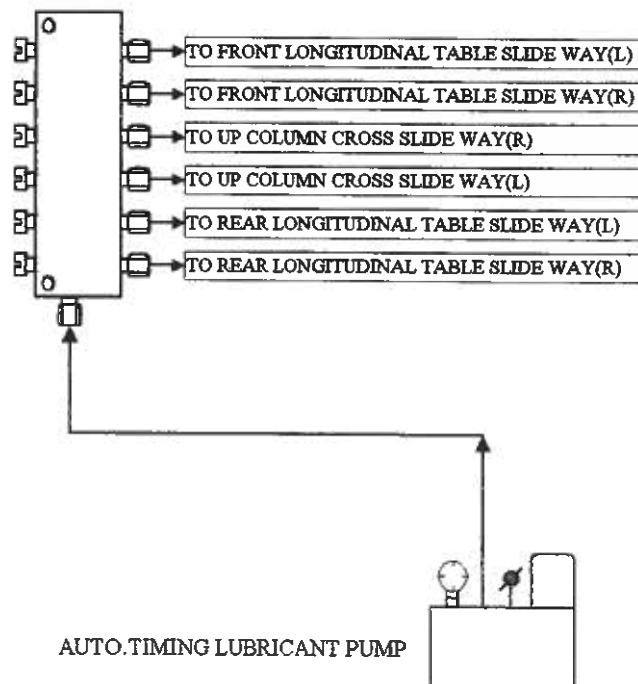 TO FRONT LONGITUDINAL TABLE SLIDE WAY(L)
TO FRONT LONGITUDINAL TABLE SLIDE WAY(R)
TO UP COLUMN CROSS SLIDE WAY(R)
TO UP COLUMN CROSS SLIDE WAY(L)
TO REAR LONGITUDINAL TABLE SLIDE WAY(L)
TO REAR LONGITUDINAL TABLE SLIDE WAY(R)
AUTO.TIMING LUBRICANT PUMP